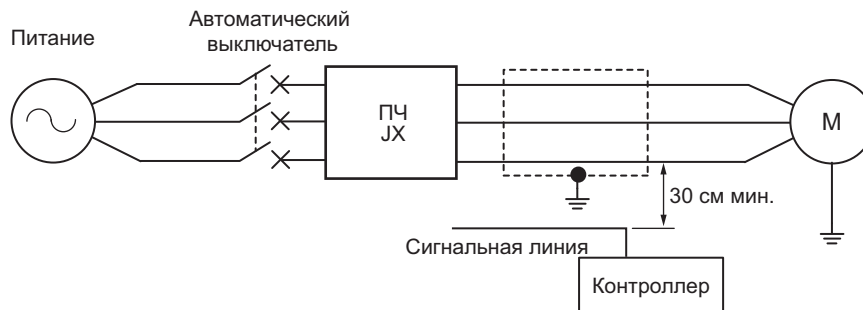 Питание
Автоматический
выключатель
ПЧ
JX
М
30 см мин.
Сигнальная линия
Контроллер